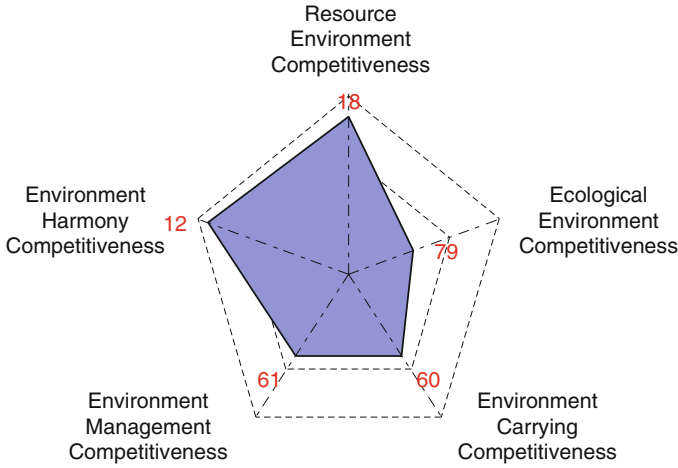 Resource
Environment
Competitiveness
18
Environment
Harmony
Competitiveness
12
Ecological
Environment
Competitiveness
79
61
60
Environment
Management
Competitiveness
Environment
Carrying
Competitiveness